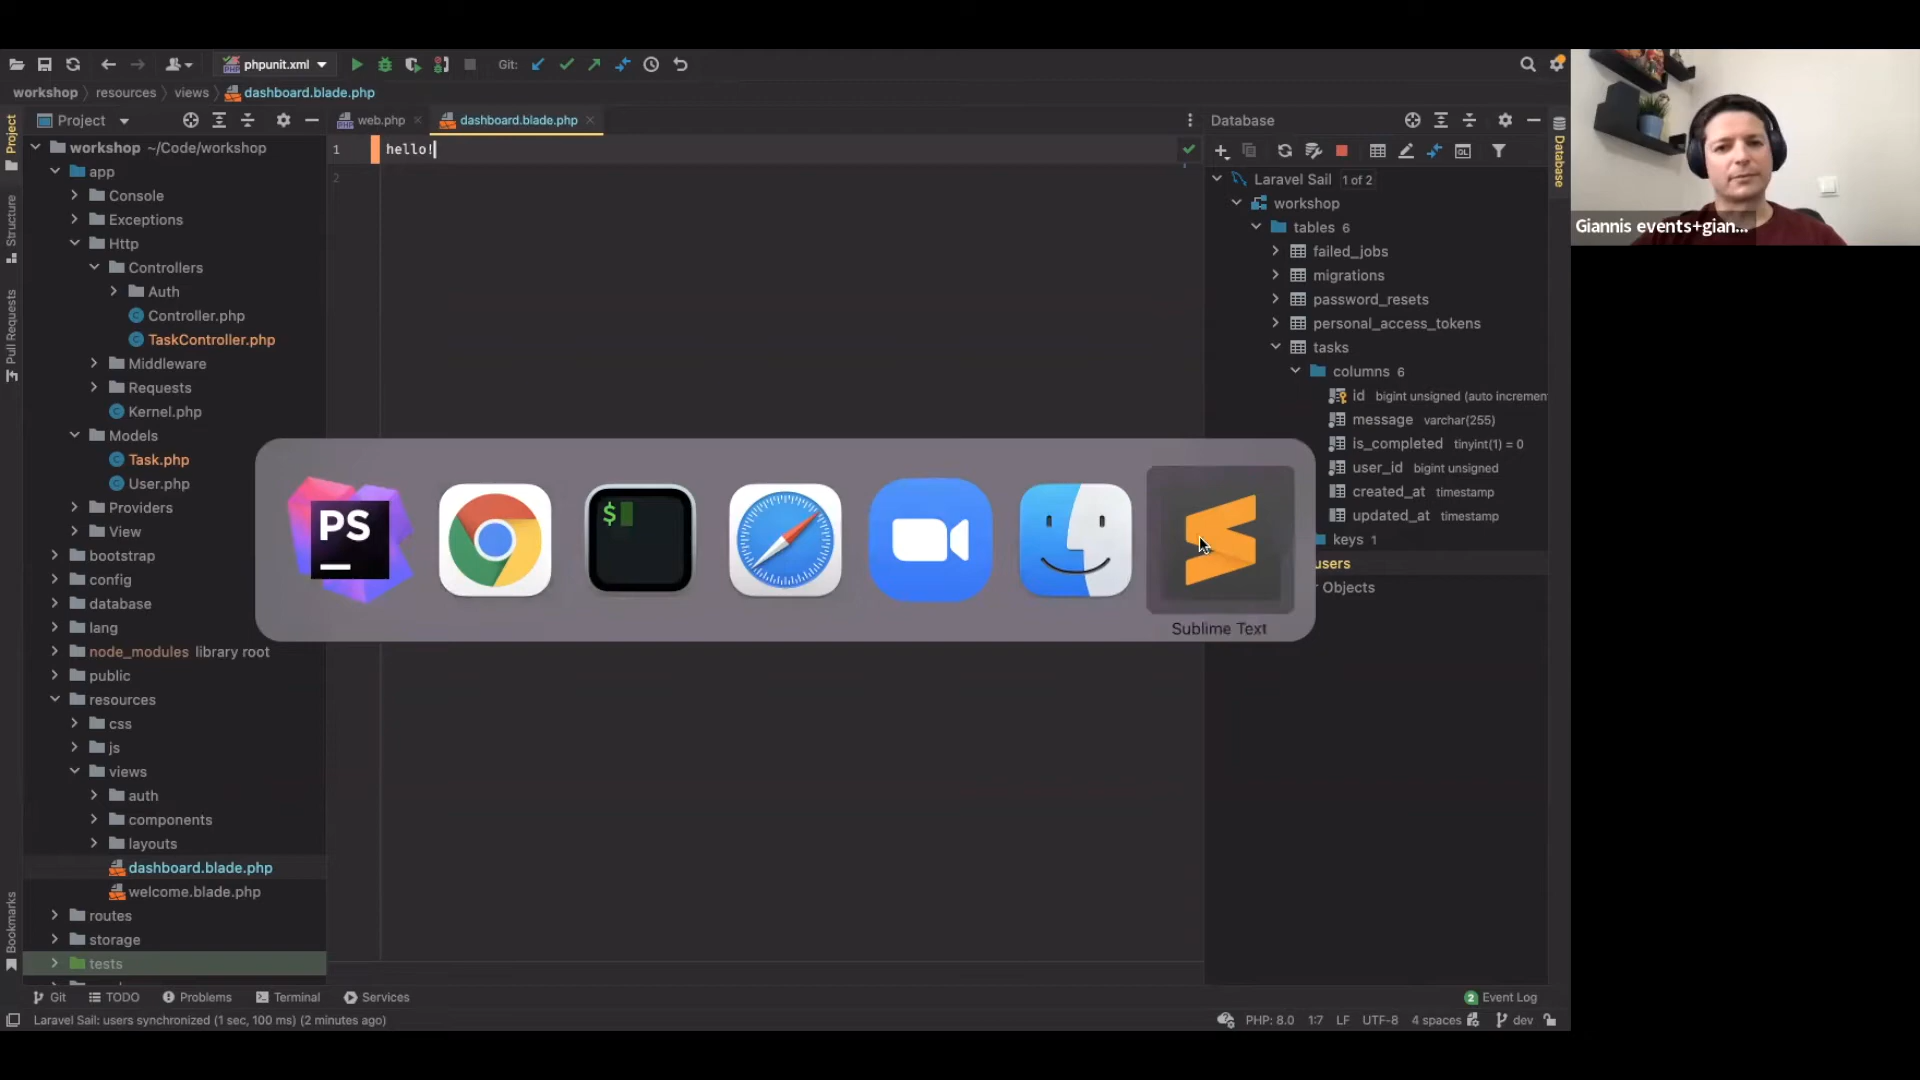 phpunit.xml
Git:
workshop
resources
views
dashboard.blade.php
Project
web.php
dashboard.blade.php
Database
1
hello!
2
workshop ~/Code/workshop
app
Console
Exceptions
Http
Controllers
Auth
Controller.php
TaskController.php
Middleware
Requests
Kernel.php
Models
Task.php
User.php
Providers
View
bootstrap
config
database
lang
node_modules library root
public
resources
css
js
views
auth
components
layouts
dashboard.blade.php
welcome.blade.php
routes
storage
tests
Project
Structure
Pull Requests
Bookmarks
PS
$
Sublime Text
Laravel Sail 1 of 2
workshop
tables 6
failed_jobs
migrations
password_resets
personal_access_tokens
tasks
columns 6
id bigint unsigned (auto incremen
message varchar(255)
is_completed tinyint(1) = 0
user_id bigint unsigned
created_at timestamp
updated_at timestamp
keys 1
users
Objects
Database
Giannis events+gian...
Git
TODO
Problems
Terminal
Services
2 Event Log
Laravel Sail: users synchronized (1 sec, 100 ms) (2 minutes ago)
PHP: 8.0
1:7
LF
UTF-8
4 spaces
dev